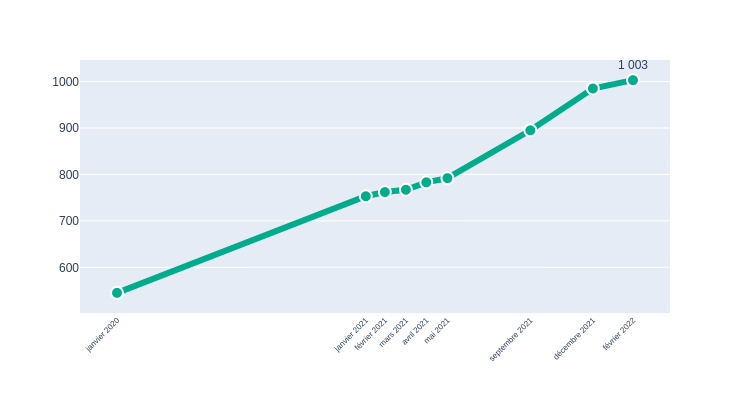 1 003
1000
900
800
700
600
janvier 2020
janvier 2021
février 2021
mars 2021
avril 2021
mai 2021
septembre 2021
décembre 2021
février 2022